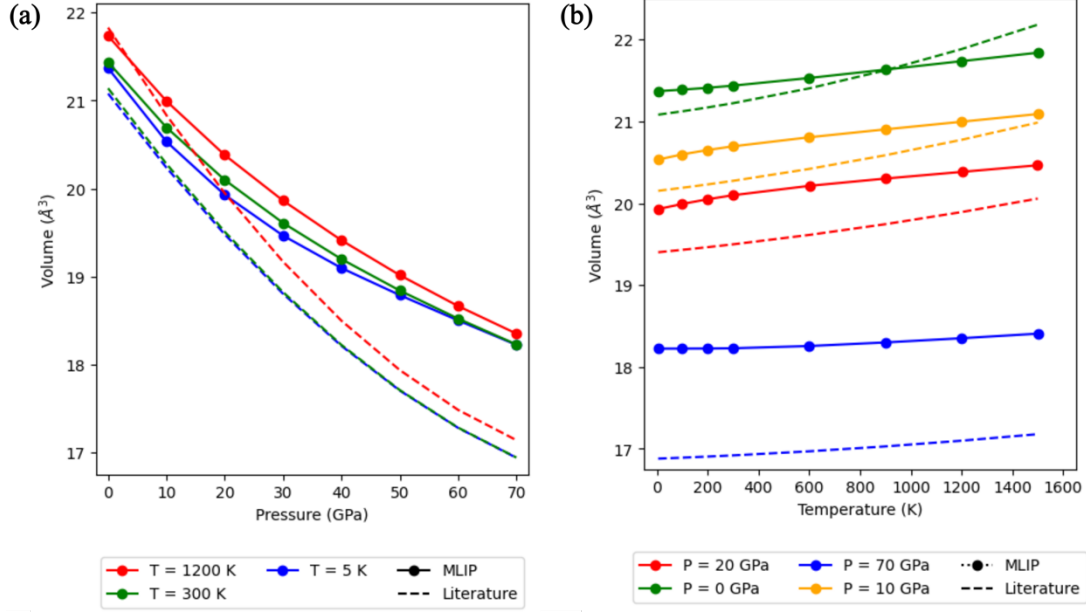 (a)
22
21
20
19
18
17
Volume (Å³)
0 10 20 30 40 50 60 70
Pressure (GPa)
T = 1200 K
T = 300 K
T = 5 K
MLIP
Literature
(b)
22
21
20
19
18
17
Volume (Å³)
0 200 400 600 800 1000 1200 1400 1600
Temperature (K)
P = 20 GPa
P = 0 GPa
P = 70 GPa
P = 10 GPa
MLIP
Literature